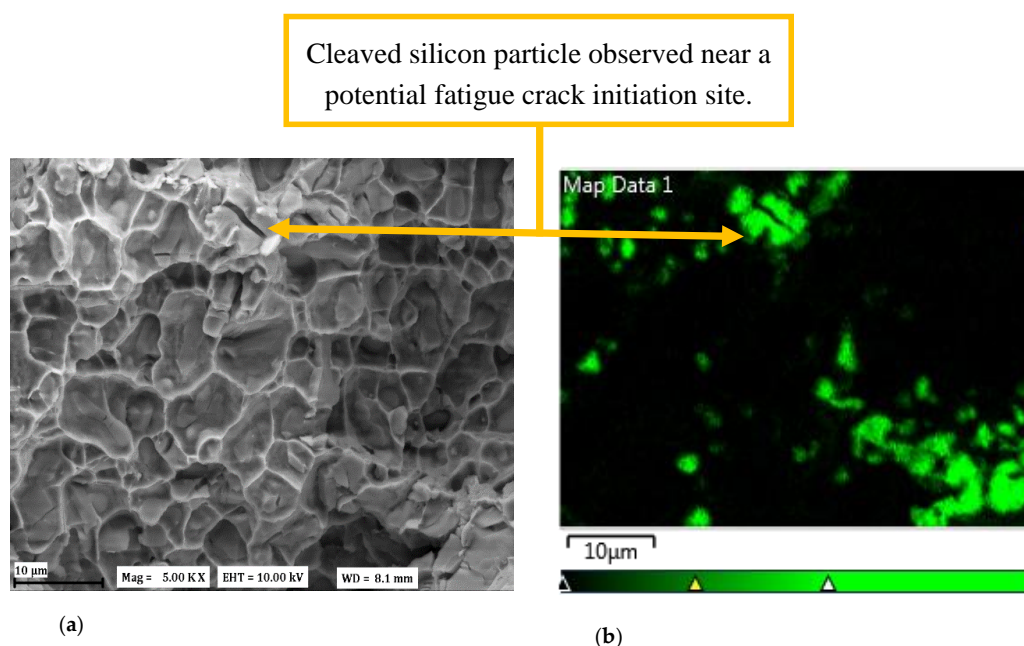 Cleaved silicon particle observed near a
potential fatigue crack initiation site.
Map Data 1
10 µm
Mag = 5.00 K X
EHT = 10.00 kV
WD = 8.1 mm
10µm
(a)
(b)